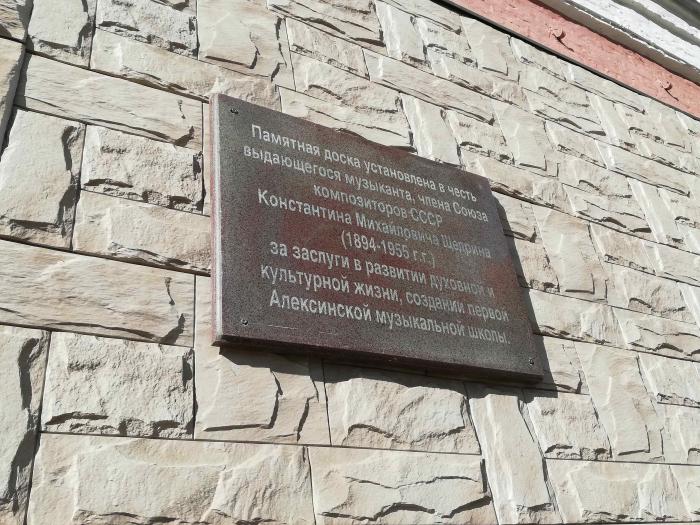 Памятная доска установлена в честь
выдающегося музыканта, члена Союза
композиторов СССР
Константина Михайловича Щедрина
(1894-1955 г.г.)
за заслуги в развитии духовной и
культурной жизни, создании первой
Алексинской музыкальной школы.